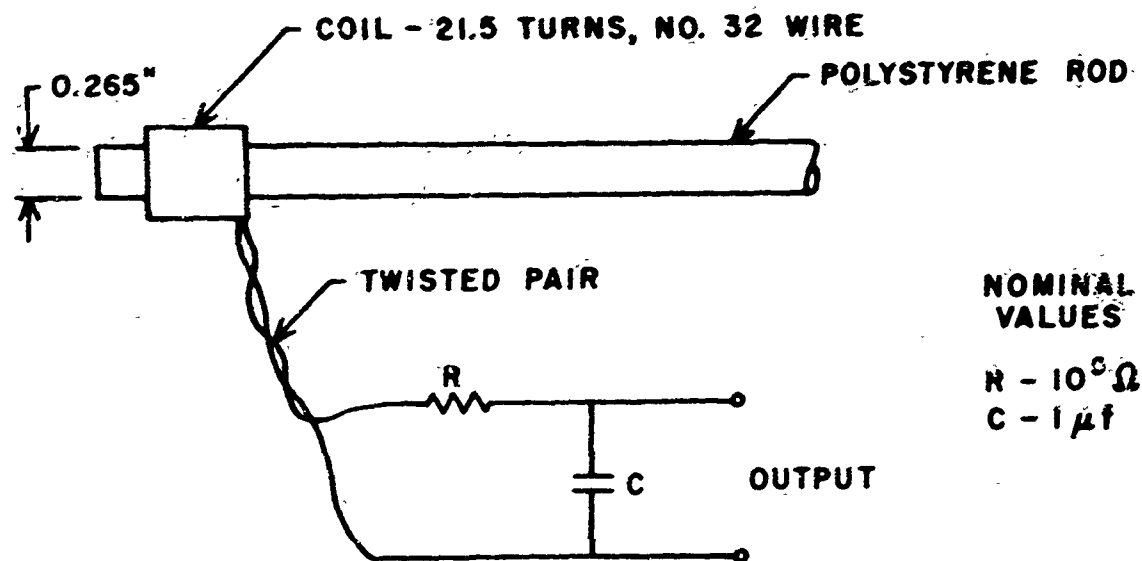 COIL - 21.5 TURNS, NO. 32 WIRE
0.265"
POLYSTYRENE ROD
TWISTED PAIR
NOMINAL
VALUES
R
R -
C - 1 μf
C
OUTPUT